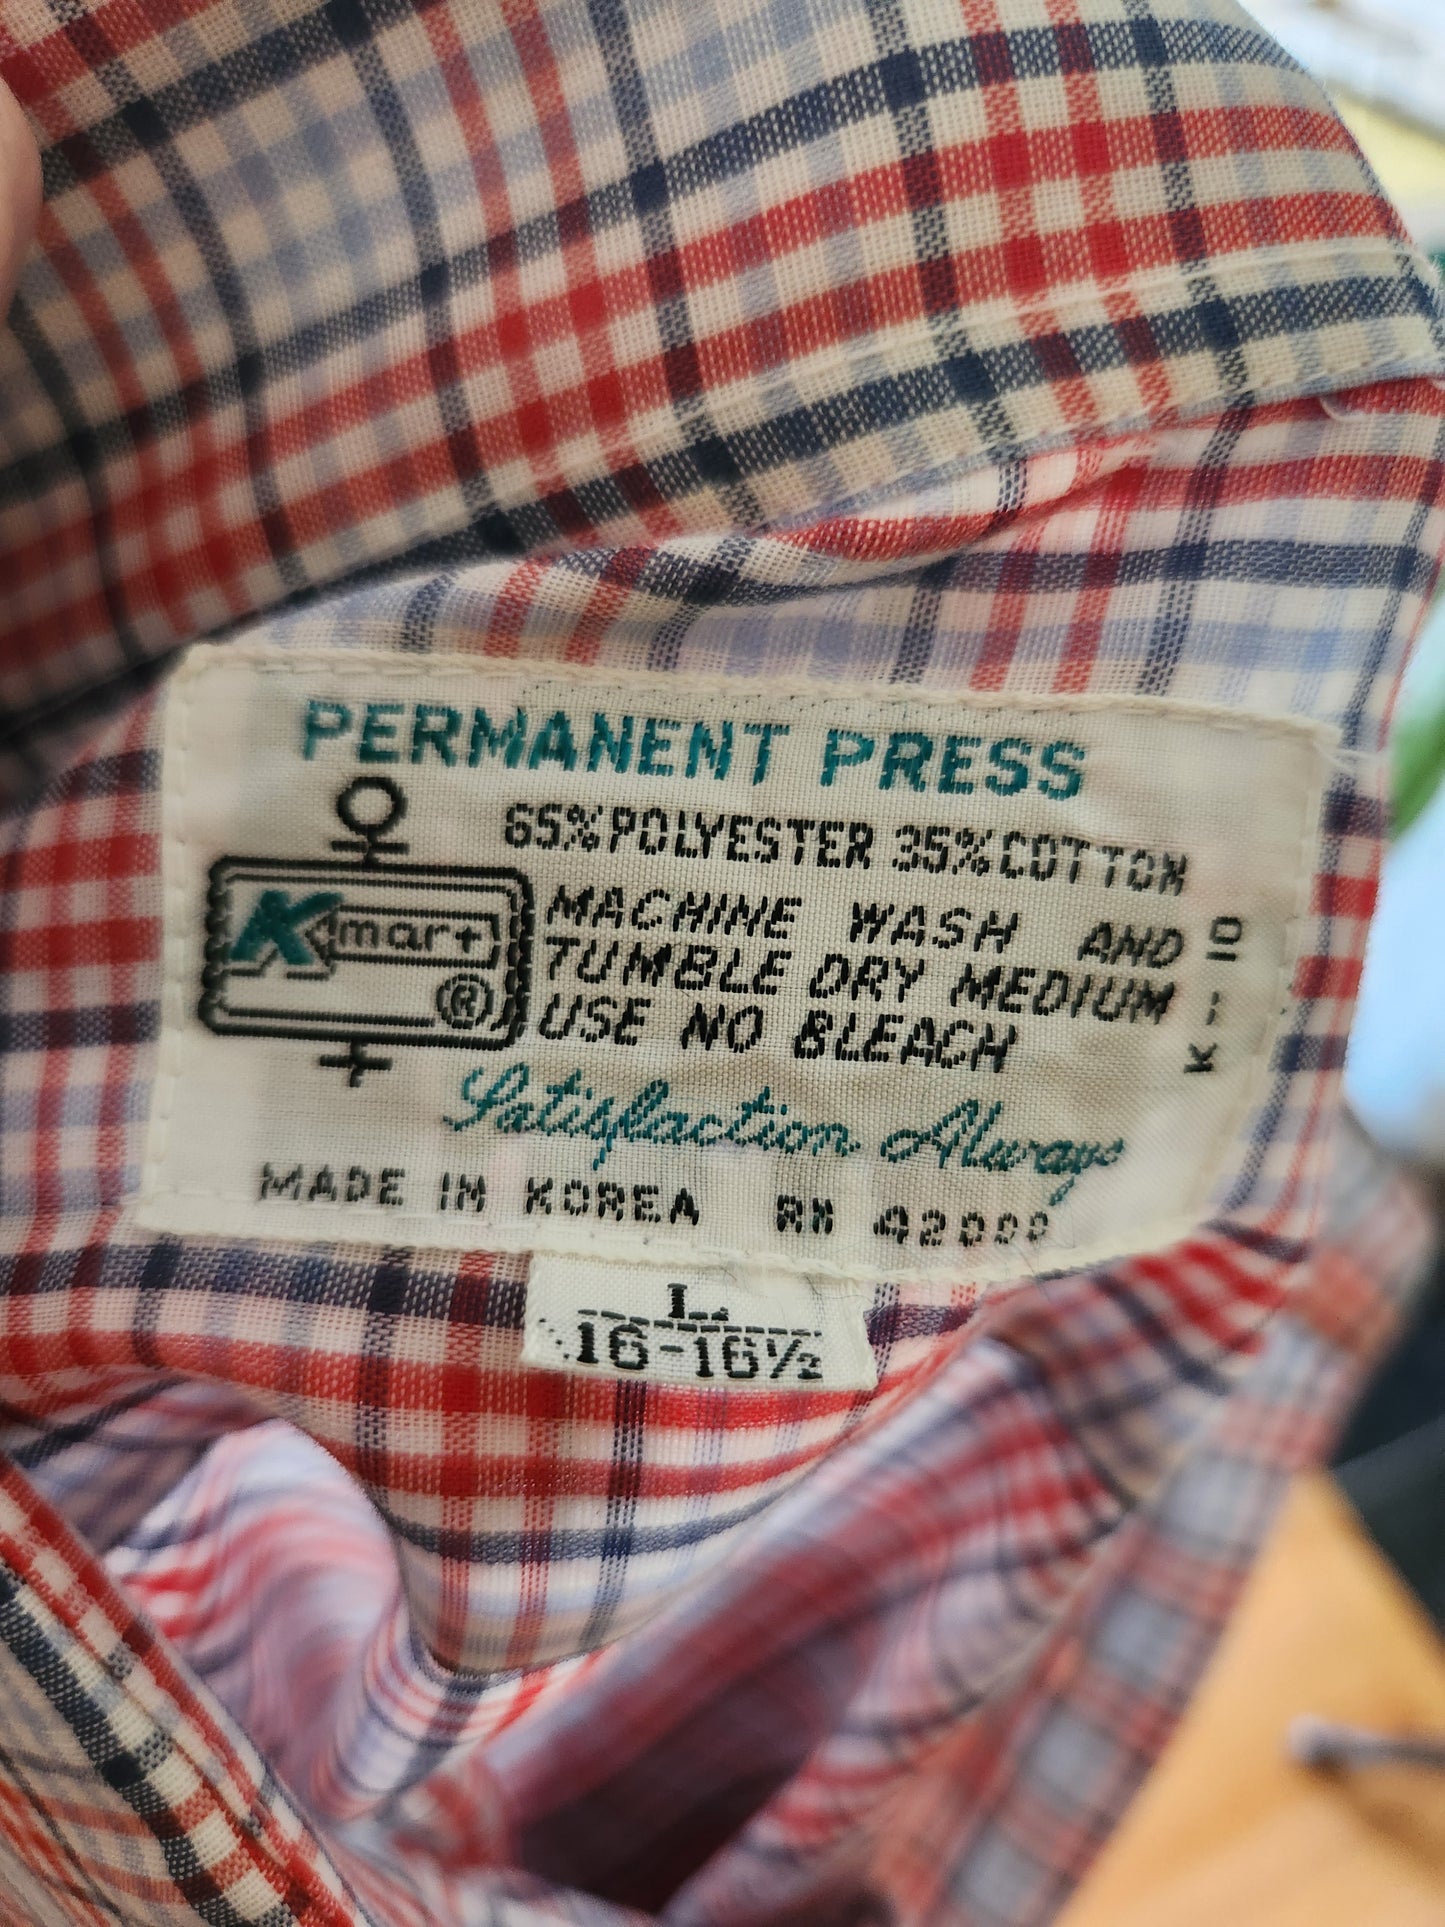 PERMANENT PRESS
65% POLYESTER 35% COTTON
Kmart ®
MACHINE WASH AND
TUMBLE DRY MEDIUM
USE NO BLEACH
K-10
Satisfaction Always
MADE IN KOREA RN 42000
L
16-16½